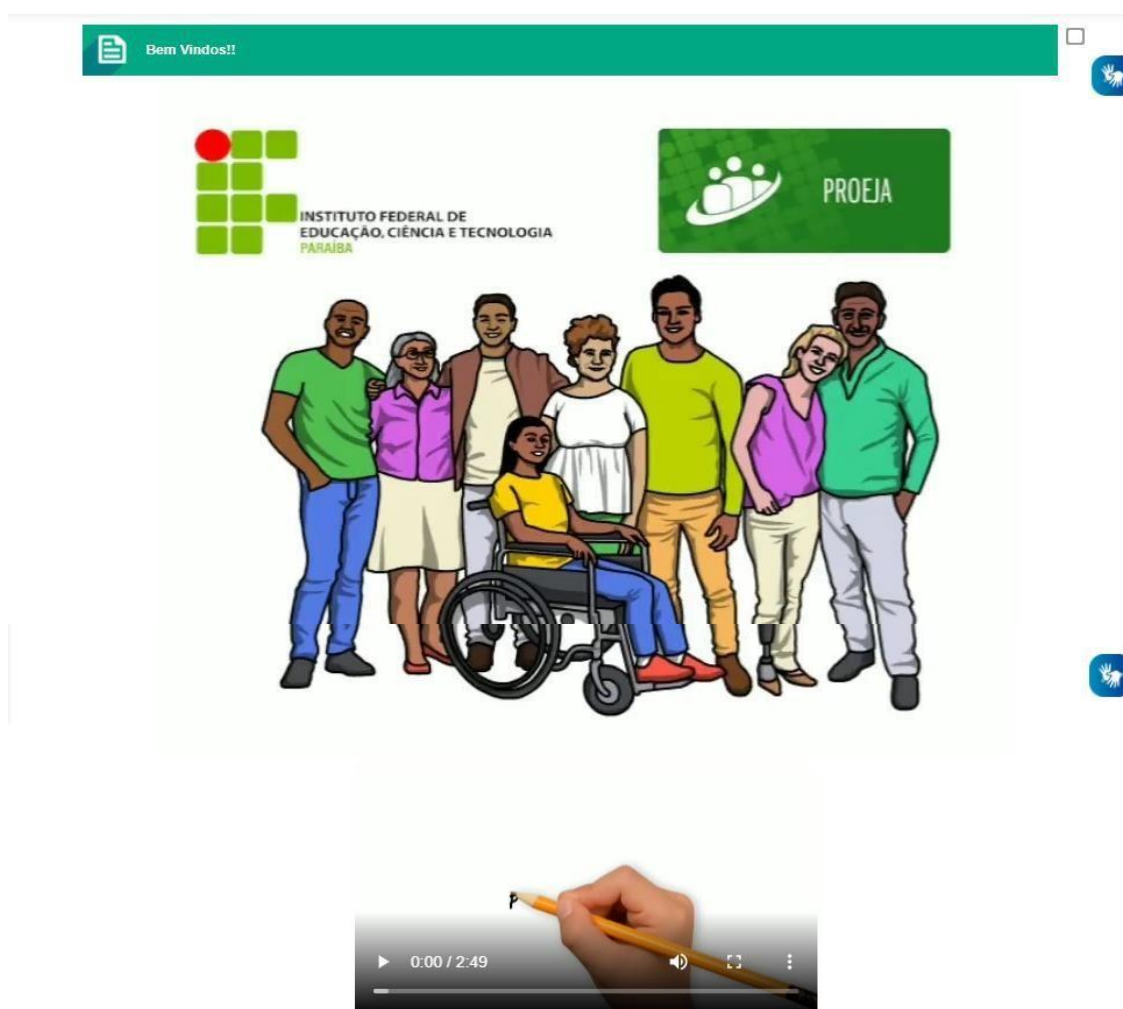 Bem Vindos!!
INSTITUTO FEDERAL DE
EDUCAÇÃO, CIÊNCIA E TECNOLOGIA
PARAÍBA
PROEJA
P
0:00 / 2:49